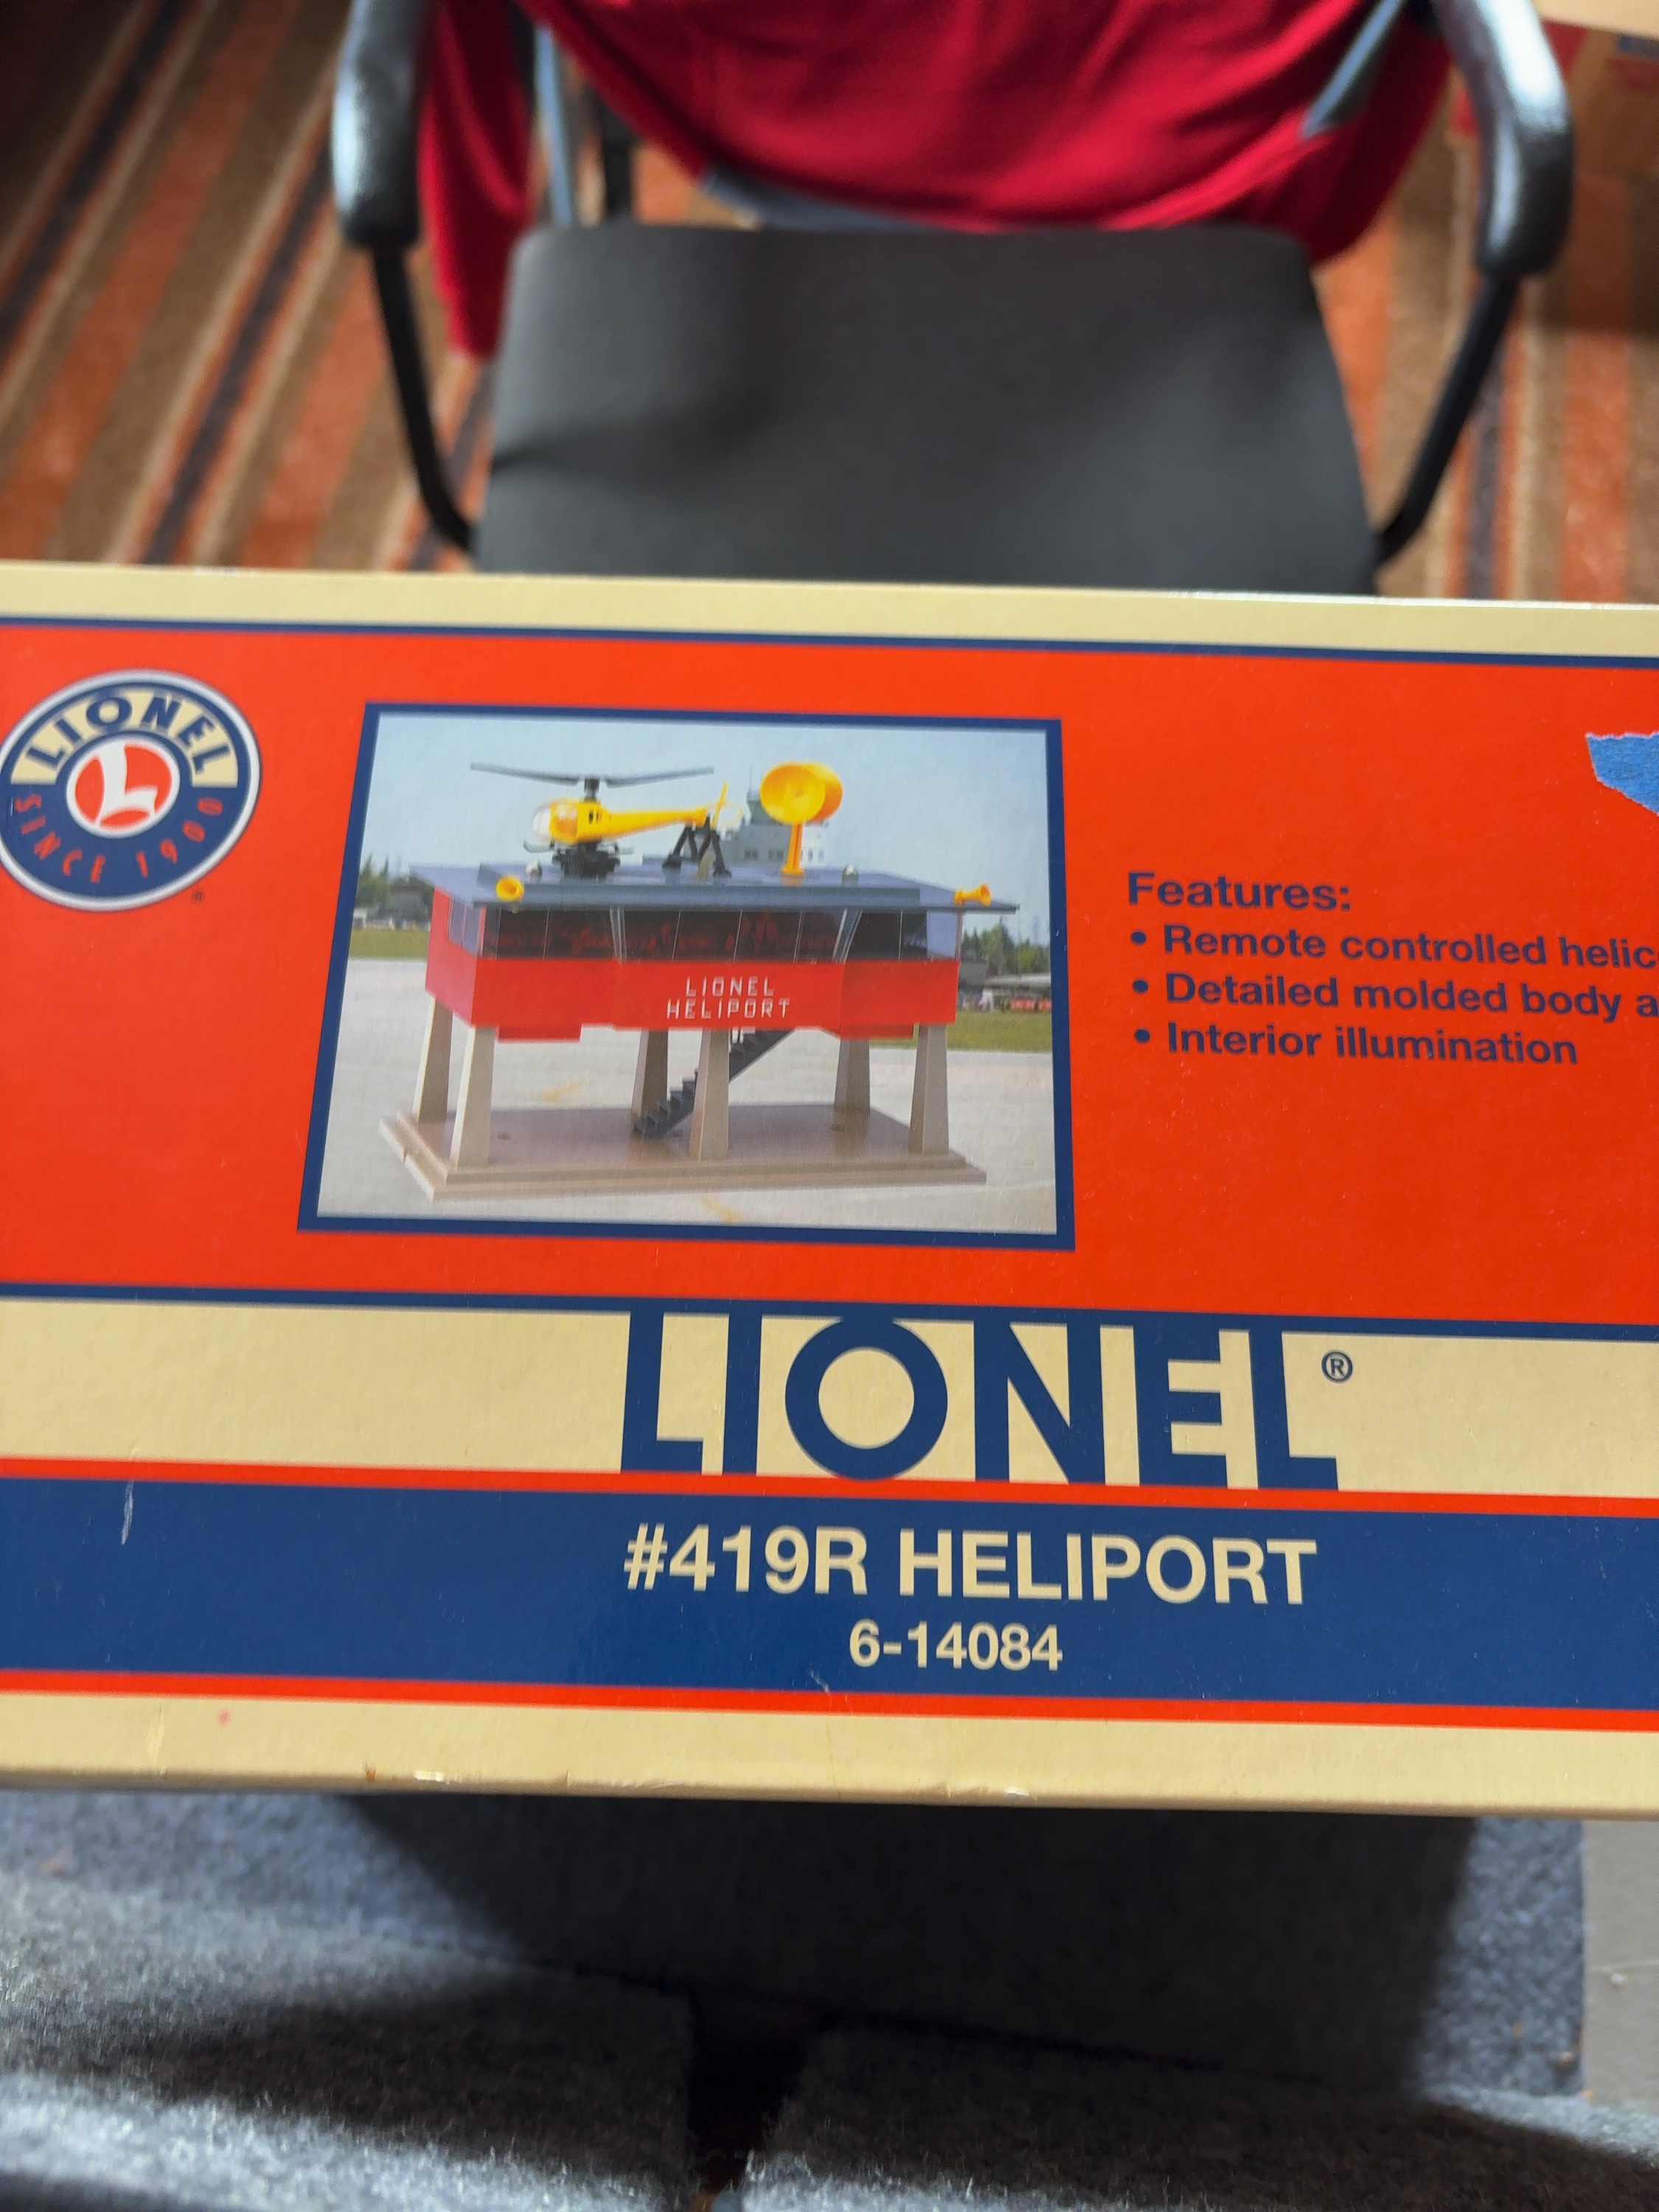 LIONEL
L
SINCE 1900
®
LIONEL
HELIPORT
Features:
• Remote controlled helic
• Detailed molded body a
• Interior illumination
LIONEL®
#419R HELIPORT
6-14084